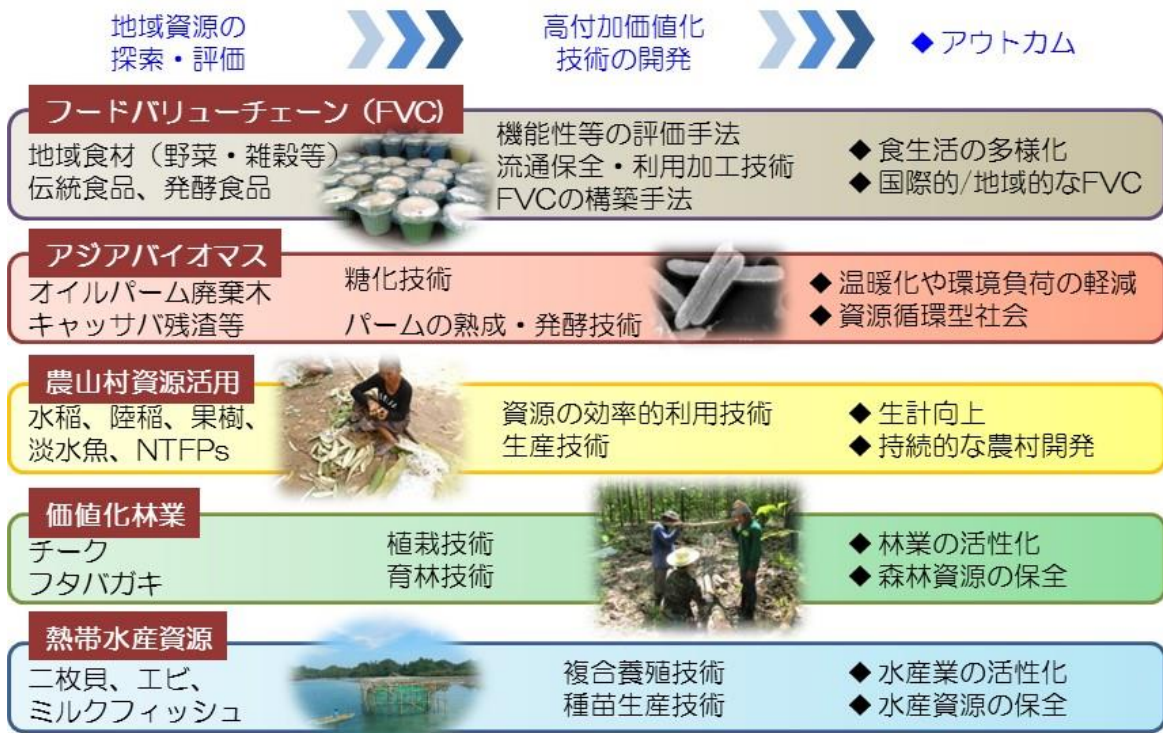 地域資源の
探索・評価
高付加価値化
技術の開発
◆アウトカム
フードバリューチェーン（FVC）
地域食材（野菜・雑穀等）
伝統食品、発酵食品
機能性等の評価手法
流通保全・利用加工技術
FVCの構築手法
◆食生活の多様化
◆国際的/地域的なFVC
アジアバイオマス
オイルパーム廃棄木
キャッサバ残渣等
糖化技術
パームの熟成・発酵技術
◆温暖化や環境負荷の軽減
◆資源循環型社会
農山村資源活用
水稲、陸稲、果樹、
淡水魚、NTFPs
資源の効率的利用技術
生産技術
◆生計向上
◆持続的な農村開発
価値化林業
チーク
フタバガキ
植栽技術
育林技術
◆林業の活性化
◆森林資源の保全
熱帯水産資源
二枚貝、エビ、
ミルクフィッシュ
複合養殖技術
種苗生産技術
◆水産業の活性化
◆水産資源の保全